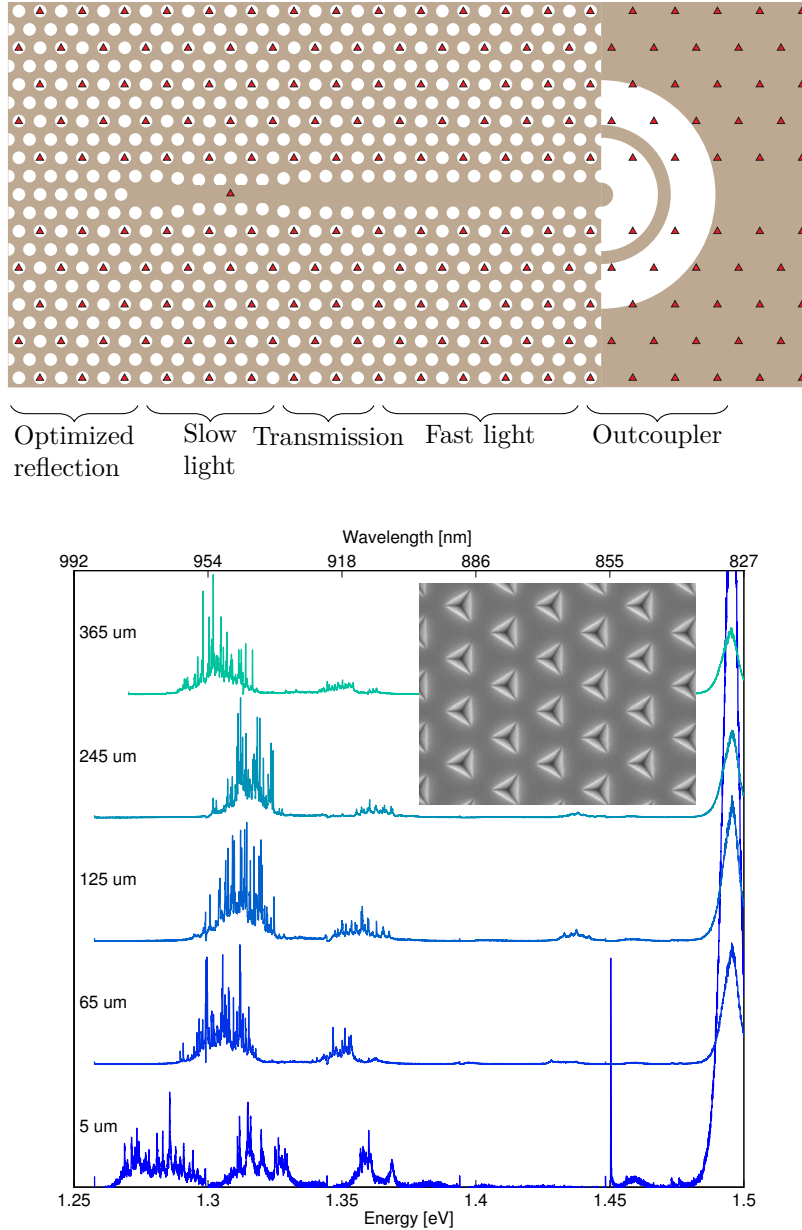 Optimized reflection
Slow light
Transmission
Fast light
Outcoupler
Wavelength [nm]
992 954 918 886 855 827
365 um
245 um
125 um
65 um
5 um
1.25 1.3 1.35 1.4 1.45 1.5
Energy [eV]